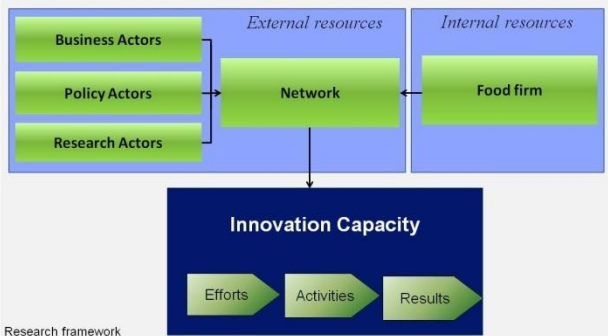 External resources
Internal resources
Business Actors
Policy Actors
Research Actors
Network
Food firm
Innovation Capacity
Efforts
Activities
Results
Research framework